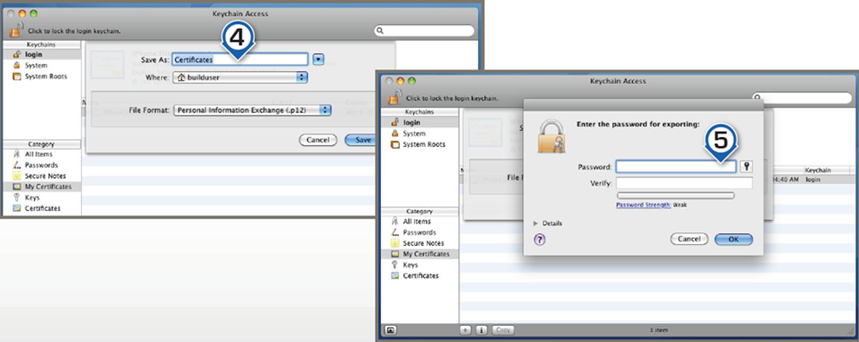 Keychain Access
Click to lock the login keychain.
Keychains
login
System
System Roots
4
Save As: Certificates
Where: builduser
File Format: Personal Information Exchange (.p12)
Cancel Save
Category
All Items
Passwords
Secure Notes
My Certificates
Keys
Certificates
Keychain Access
Click to lock the login keychain.
Keychains
login
System
System Roots
Enter the password for exporting:
5
Password:
Verify:
Password Strength: Weak
Details
?
Cancel OK
Keychain
:40 AM login
File
Category
All Items
Passwords
Secure Notes
My Certificates
Keys
Certificates
+ i Copy
1 item